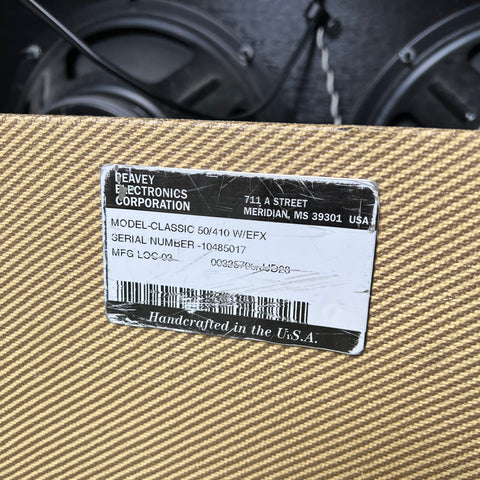 PEAVEY
ELECTRONICS
CORPORATION
711 A STREET
MERIDIAN, MS 39301 USA
MODEL-CLASSIC 50/410 W/EFX
SERIAL NUMBER -10485017
MFG LOC-03
Handcrafted in the U.S.A.